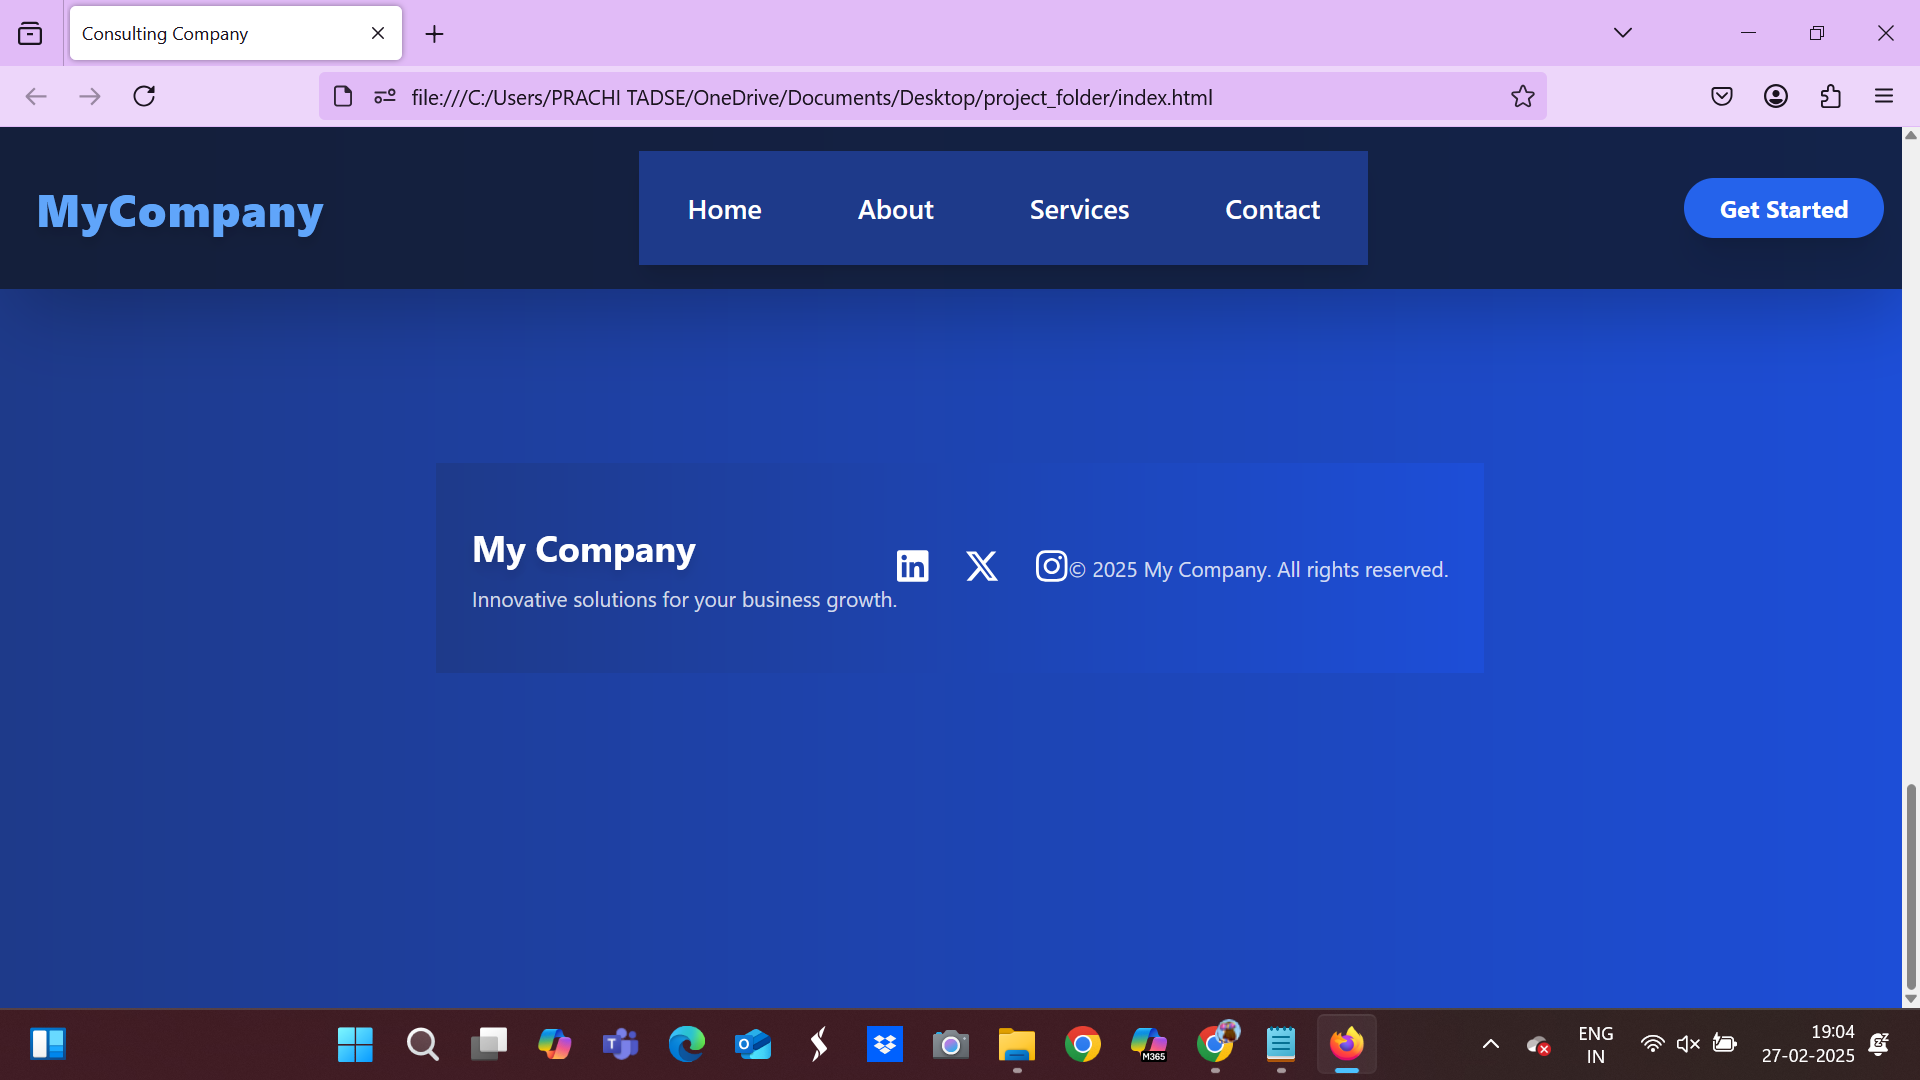 Consulting Company
file:///C:/Users/PRACHI TADSE/OneDrive/Documents/Desktop/project_folder/index.html
MyCompany
Home About Services Contact
Get Started
My Company
Innovative solutions for your business growth.
© 2025 My Company. All rights reserved.
M365
ENG
IN
19:04
27-02-2025